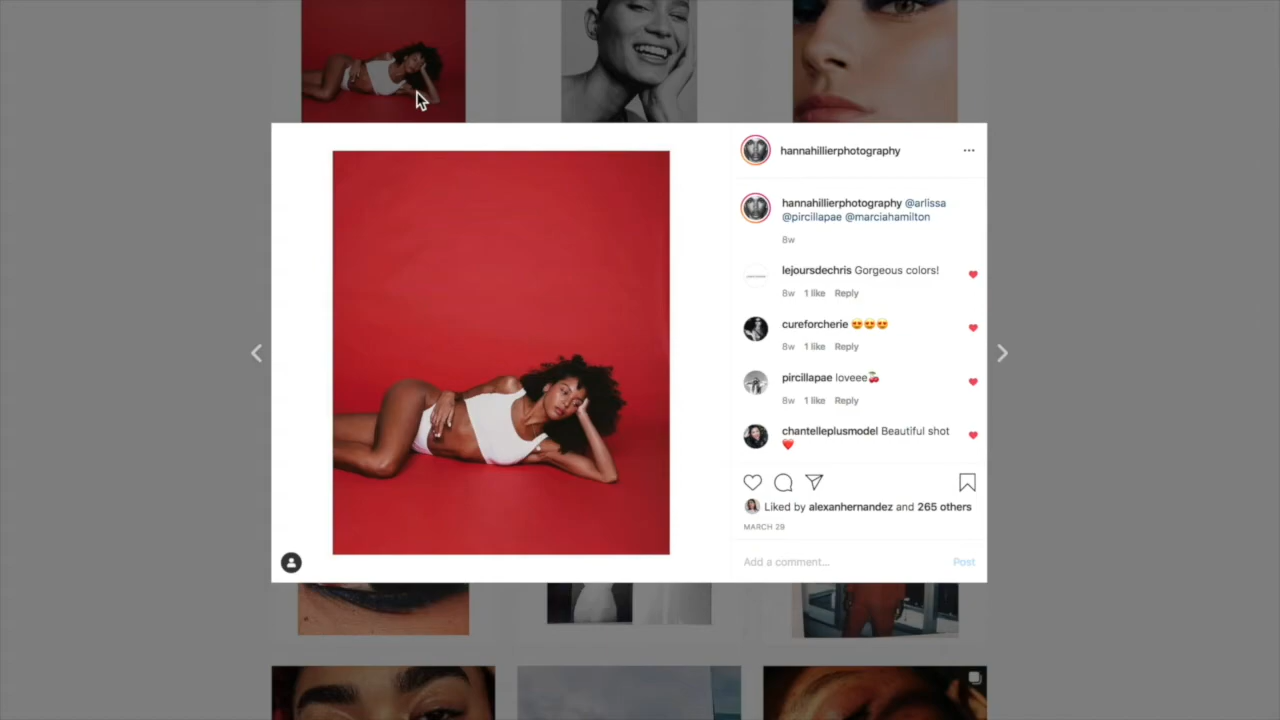 hannahillierphotography
hannahillierphotography @arlissa
@pircillapae @marciahamilton
8w
lejoursdechris Gorgeous colors!
8w 1 like Reply
cureforcherie 😍😍😍
8w 1 like Reply
pircillapae loveee🍒
8w 1 like Reply
chantelleplusmodel Beautiful shot
❤️
Liked by alexanhernandez and 265 others
MARCH 29
Add a comment... Post